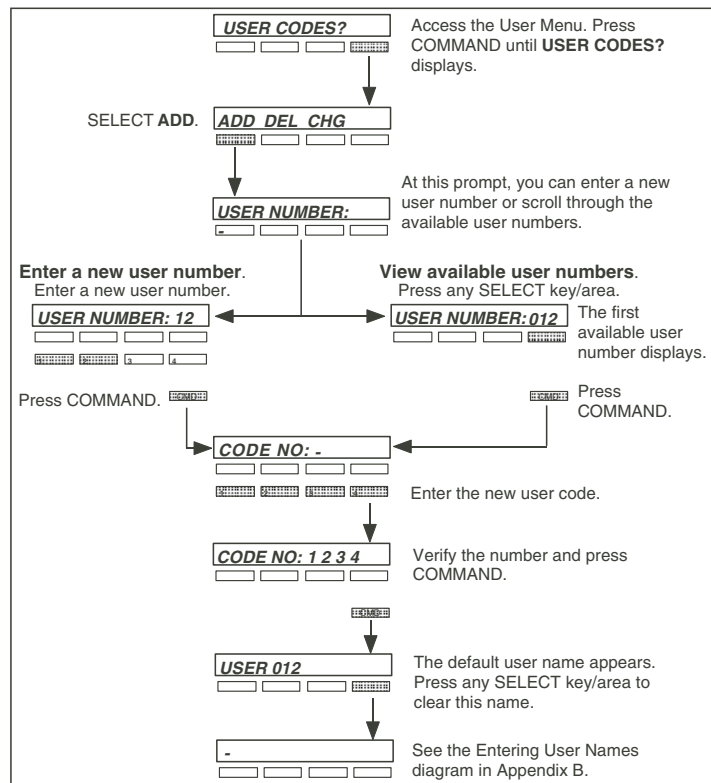 USER CODES?
Access the User Menu. Press
COMMAND until USER CODES?
displays.
SELECT ADD.
ADD DEL CHG
At this prompt, you can enter a new
user number or scroll through the
available user numbers.
USER NUMBER:
-
Enter a new user number.
Enter a new user number.
USER NUMBER: 12
1 2 3 4
Press COMMAND.
CMD
View available user numbers.
Press any SELECT key/area.
USER NUMBER:012
The first
available user
number displays.
CMD
Press
COMMAND.
CODE NO: -
1 2 3 4
Enter the new user code.
CODE NO: 1 2 3 4
Verify the number and press
COMMAND.
CMD
USER 012
The default user name appears.
Press any SELECT key/area to
clear this name.
-
See the Entering User Names
diagram in Appendix B.